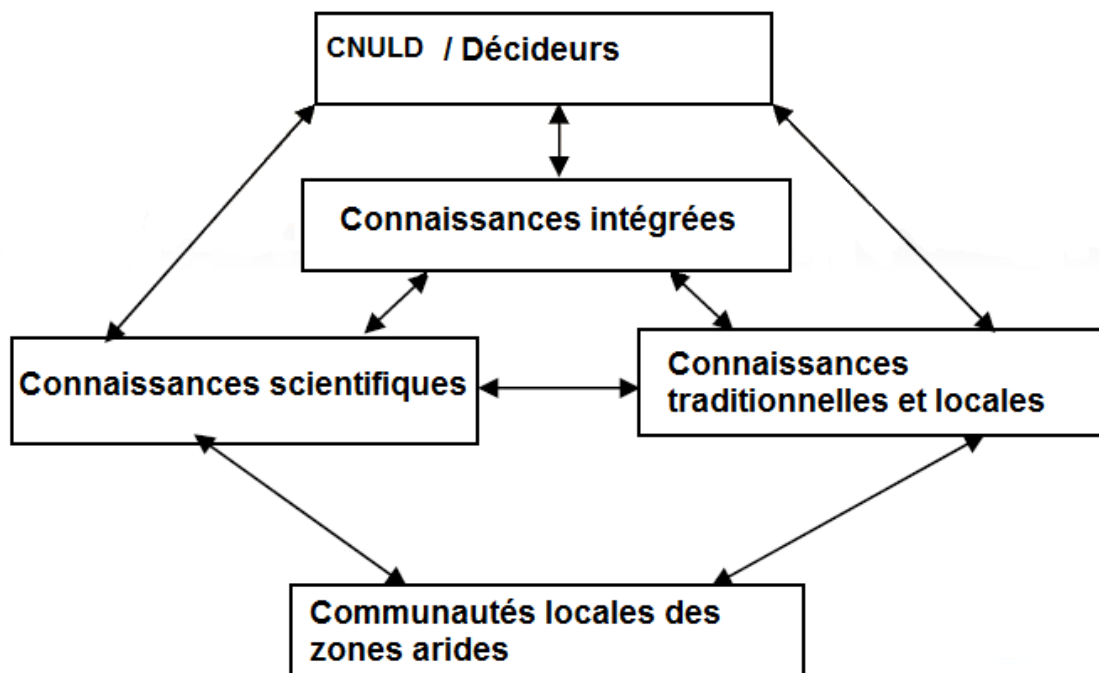 CNULD / Décideurs
Connaissances intégrées
Connaissances scientifiques
Connaissances
traditionnelles et locales
Communautés locales des
zones arides